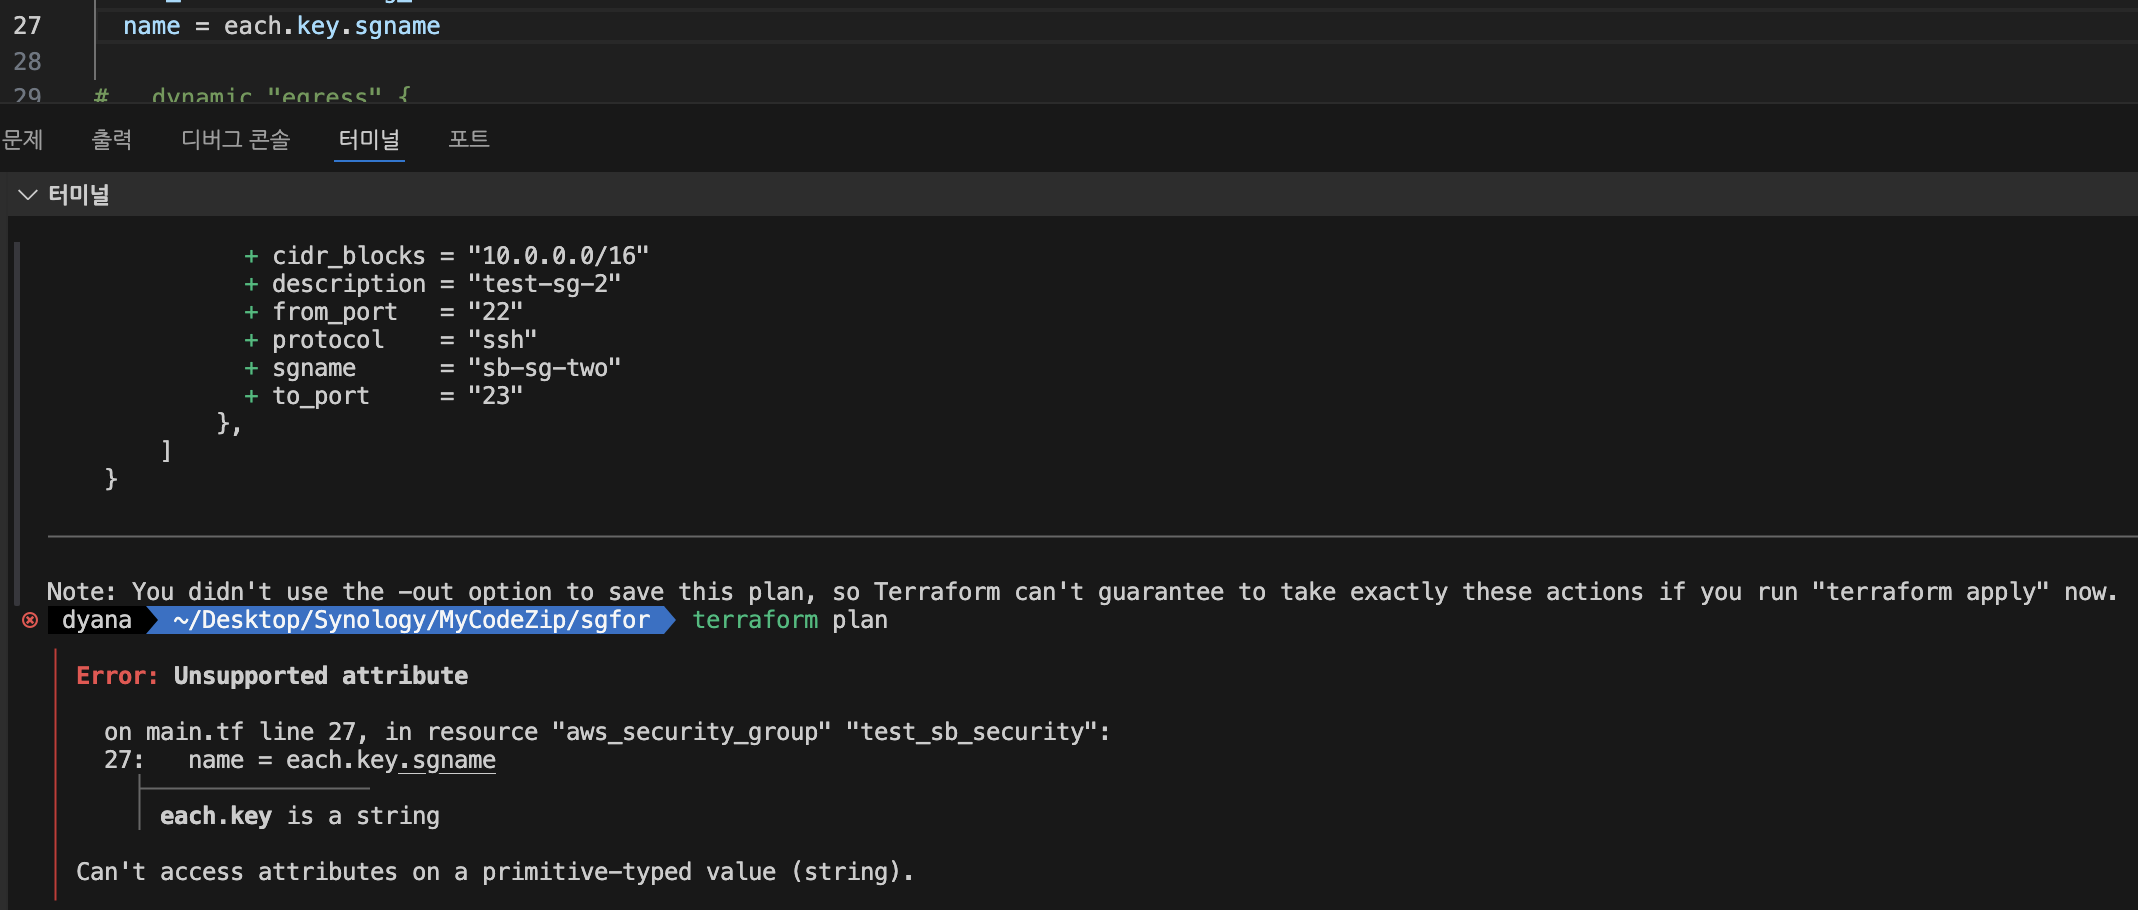 27 name = each.key.sgname
28
29 # dynamic "egress" {
문제 출력 디버그 콘솔 터미널 포트
터미널
+ cidr_blocks = "10.0.0.0/16"
+ description = "test-sg-2"
+ from_port   = "22"
+ protocol    = "ssh"
+ sgname      = "sb-sg-two"
+ to_port     = "23"
},
]
}
Note: You didn't use the -out option to save this plan, so Terraform can't guarantee to take exactly these actions if you run "terraform apply" now.
dyana ~/Desktop/Synology/MyCodeZip/sgfor terraform plan
Error: Unsupported attribute
on main.tf line 27, in resource "aws_security_group" "test_sb_security":
27:   name = each.key.sgname
each.key is a string
Can't access attributes on a primitive-typed value (string).